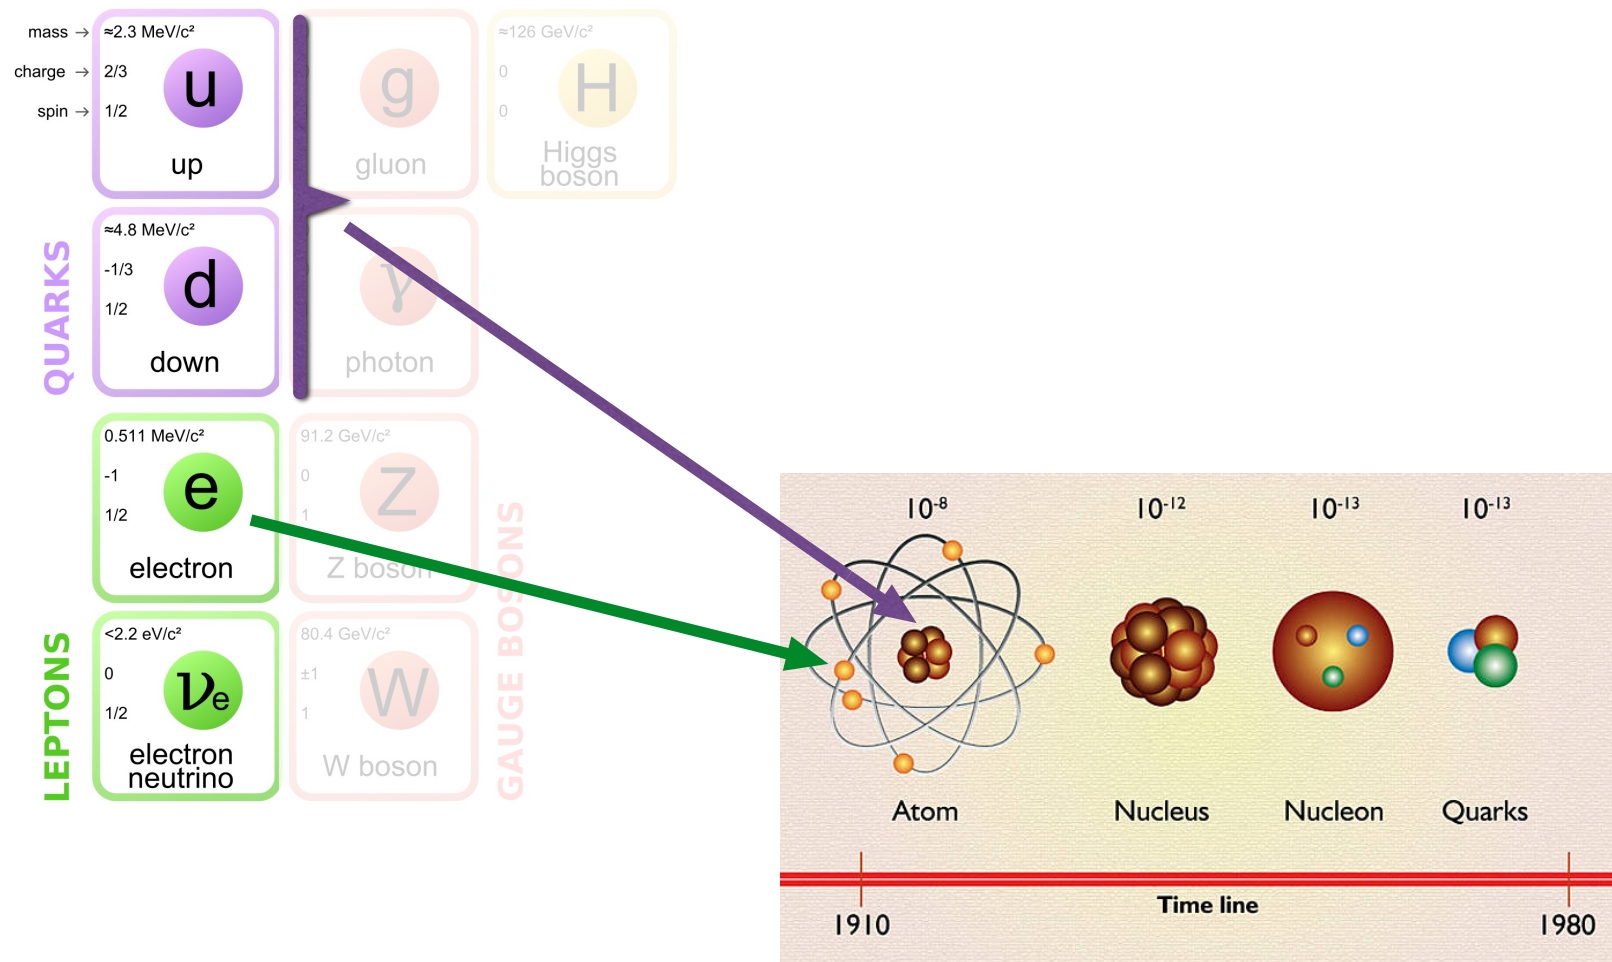 mass →
≈2.3 MeV/c²
charge →
2/3
spin →
1/2
u
up
g
gluon
≈126 GeV/c²
0
0
H
Higgs
boson
QUARKS
≈4.8 MeV/c²
-1/3
1/2
d
down
γ
photon
0.511 MeV/c²
-1
1/2
e
electron
91.2 GeV/c²
0
1
Z
Z boson
LEPTONS
<2.2 eV/c²
0
1/2
νe
electron
neutrino
80.4 GeV/c²
±1
1
W
W boson
GAUGE BOSONS
10⁻⁸ 10⁻¹² 10⁻¹³ 10⁻¹³
Atom Nucleus Nucleon Quarks
Time line
1910 1980